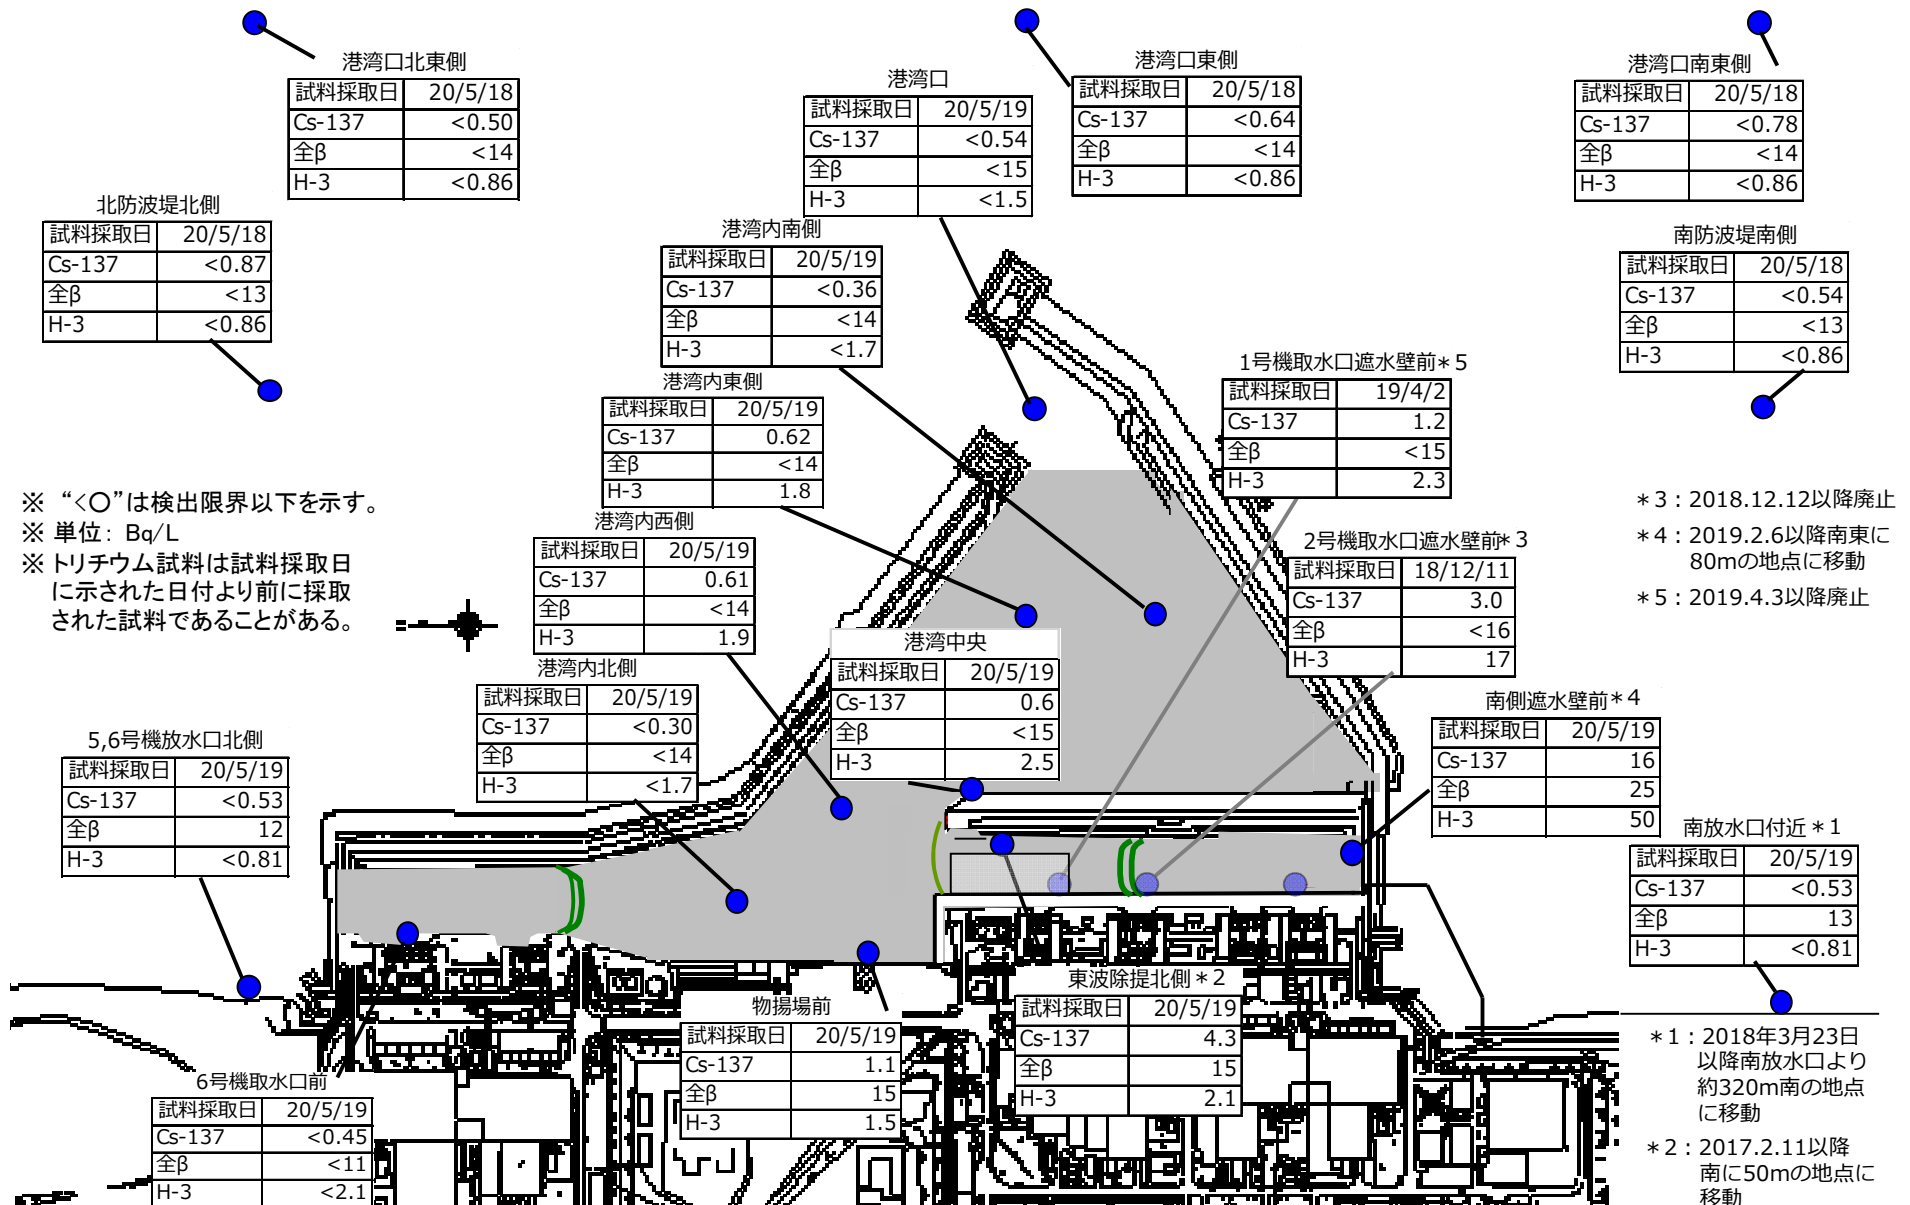 港湾口北東側
試料採取日 20/5/18
Cs-137 <0.50
全β <14
H-3 <0.86
港湾口
試料採取日 20/5/19
Cs-137 <0.54
全β <15
H-3 <1.5
港湾口東側
試料採取日 20/5/18
Cs-137 <0.64
全β <14
H-3 <0.86
港湾口南東側
試料採取日 20/5/18
Cs-137 <0.78
全β <14
H-3 <0.86
北防波堤北側
試料採取日 20/5/18
Cs-137 <0.87
全β <13
H-3 <0.86
港湾内南側
試料採取日 20/5/19
Cs-137 <0.36
全β <14
H-3 <1.7
南防波堤南側
試料採取日 20/5/18
Cs-137 <0.54
全β <13
H-3 <0.86
港湾内東側
試料採取日 20/5/19
Cs-137 0.62
全β <14
H-3 1.8
1号機取水口遮水壁前*5
試料採取日 19/4/2
Cs-137 1.2
全β <15
H-3 2.3
※ “<○”は検出限界以下を示す。
※ 単位: Bq/L
※ トリチウム試料は試料採取日
に示された日付より前に採取
された試料であることがある。
港湾内西側
試料採取日 20/5/19
Cs-137 0.61
全β <14
H-3 1.9
2号機取水口遮水壁前*3
試料採取日 18/12/11
Cs-137 3.0
全β <16
H-3 17
*3:2018.12.12以降廃止
*4:2019.2.6以降南東に
80mの地点に移動
*5:2019.4.3以降廃止
港湾中央
試料採取日 20/5/19
Cs-137 0.6
全β <15
H-3 2.5
港湾内北側
試料採取日 20/5/19
Cs-137 <0.30
全β <14
H-3 <1.7
南側遮水壁前*4
試料採取日 20/5/19
Cs-137 16
全β 25
H-3 50
5,6号機放水口北側
試料採取日 20/5/19
Cs-137 <0.53
全β 12
H-3 <0.81
南放水口付近*1
試料採取日 20/5/19
Cs-137 <0.53
全β 13
H-3 <0.81
東波除提北側*2
試料採取日 20/5/19
Cs-137 4.3
全β 15
H-3 2.1
物揚場前
試料採取日 20/5/19
Cs-137 1.1
全β 15
H-3 1.5
6号機取水口前
試料採取日 20/5/19
Cs-137 <0.45
全β <11
H-3 <2.1
*1:2018年3月23日
以降南放水口より
約320m南の地点
に移動
*2:2017.2.11以降
南に50mの地点に
移動